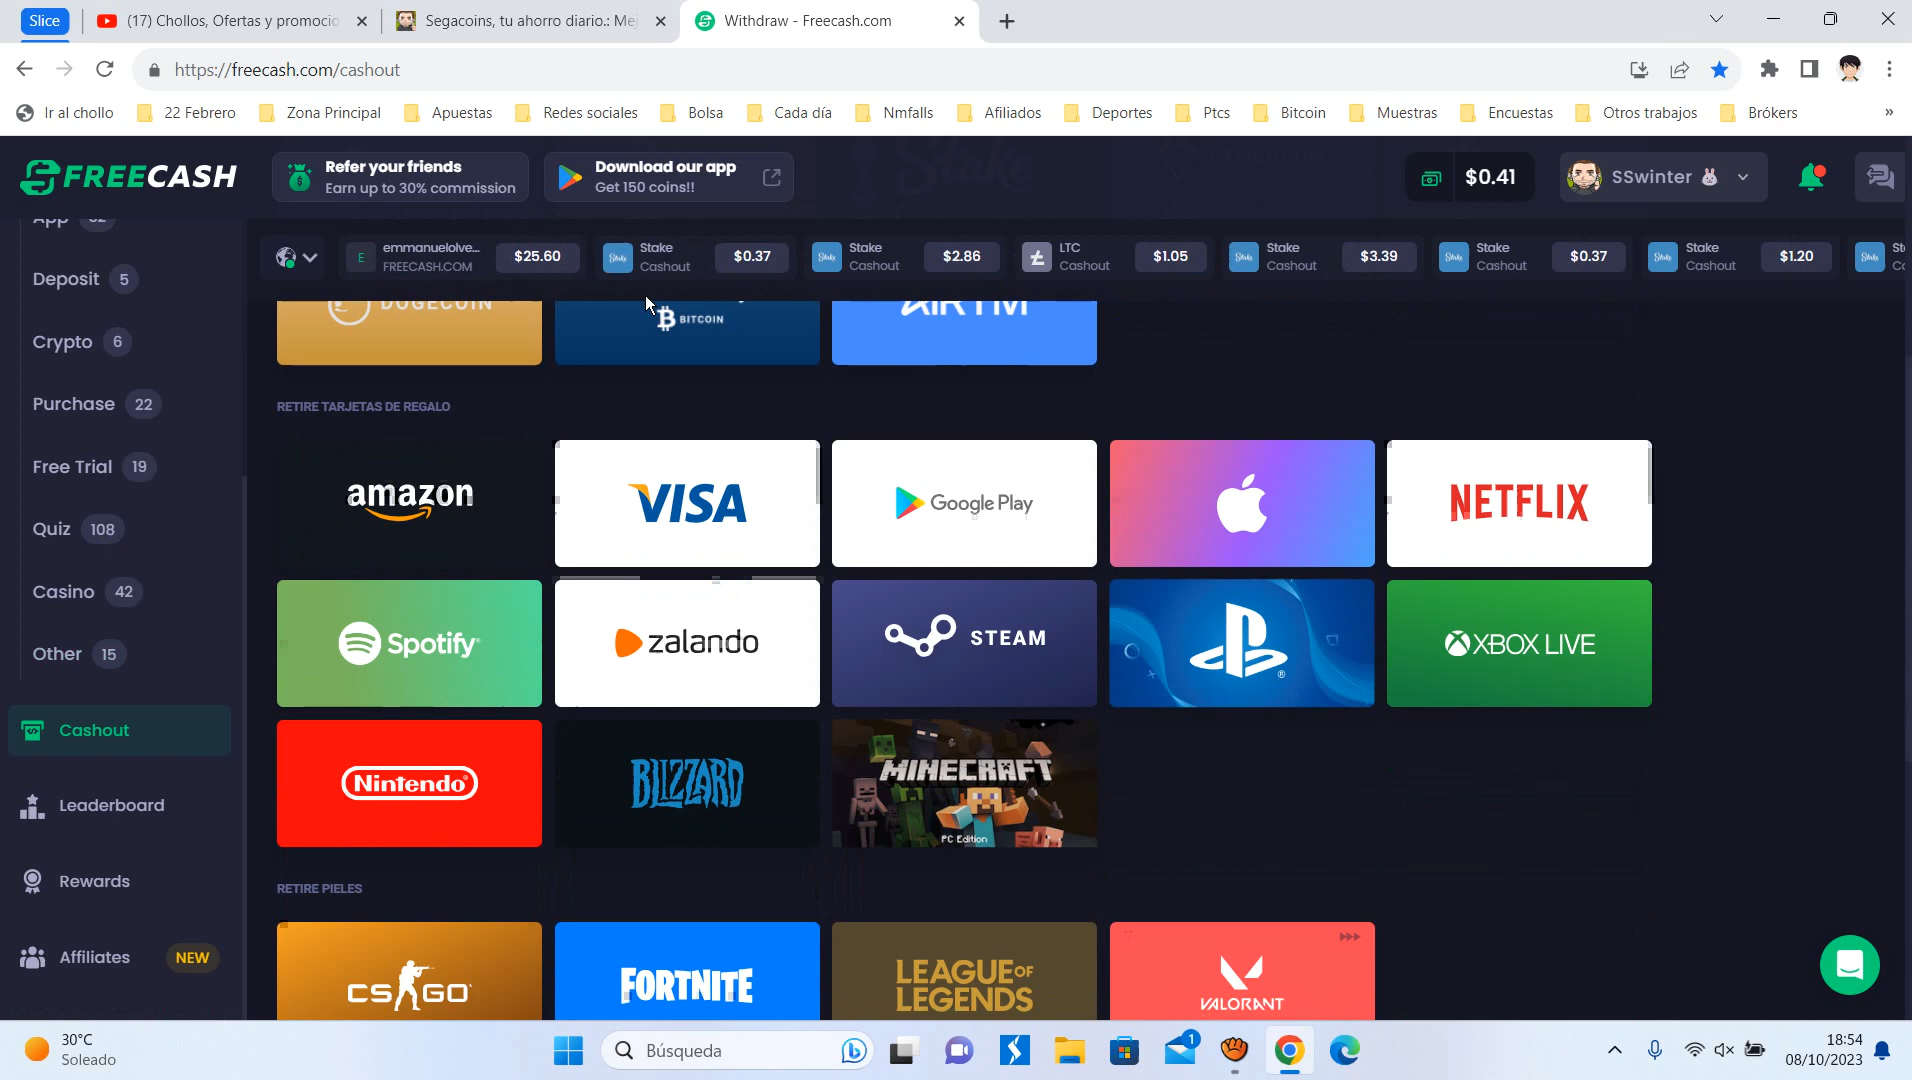 Slice
(17) Chollos, Ofertas y promocio
Segacoins, tu ahorro diario.: Mej
Withdraw - Freecash.com
https://freecash.com/cashout
Ir al chollo
22 Febrero
Zona Principal
Apuestas
Redes sociales
Bolsa
Cada día
Nmfalls
Afiliados
Deportes
Ptcs
Bitcoin
Muestras
Encuestas
Otros trabajos
Brókers
»
FREECASH
Refer your friends
Earn up to 30% commission
Download our app
Get 150 coins!!
$0.41
SSwinter
App
Deposit 5
Crypto 6
Purchase 22
Free Trial 19
Quiz 108
Casino 42
Other 15
Cashout
Leaderboard
Rewards
Affiliates NEW
E
emmanuelolve...
FREECASH.COM
$25.60
Stake
Cashout
$0.37
Stake
Cashout
$2.86
LTC
Cashout
$1.05
Stake
Cashout
$3.39
Stake
Cashout
$0.37
Stake
Cashout
$1.20
DOGECOIN
BITCOIN
AIRTM
RETIRE TARJETAS DE REGALO
amazon
VISA
Google Play
NETFLIX
Spotify®
zalando
STEAM
XBOX LIVE
Nintendo®
BLIZZARD
MINECRAFT
PC Edition
RETIRE PIELES
CS GO
FORTNITE
LEAGUE OF
LEGENDS
VALORANT
30°C
Soleado
Búsqueda
1
18:54
08/10/2023